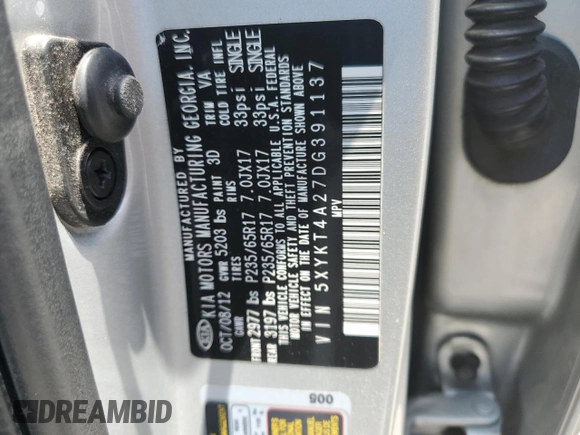 MANUFACTURED BY
KIA KIA MOTORS MANUFACTURING GEORGIA, INC.
OCT/08/12 GVWR 5203 lbs PAINT 3D TRIM VA
GAWR TIRES RIMS COLD TIRE INFL
FRONT 2977 lbs P235/65R17 7.0JX17 33psi SINGLE
REAR 3197 lbs P235/65R17 7.0JX17 33psi SINGLE
THIS VEHICLE CONFORMS TO ALL APPLICABLE U.S.A. FEDERAL
MOTOR VEHICLE SAFETY AND THEFT PREVENTION STANDARDS
IN EFFECT ON THE DATE OF MANUFACTURE SHOWN ABOVE
VIN 5XYKT4A27DG391137
MPV
005
DREAMBID